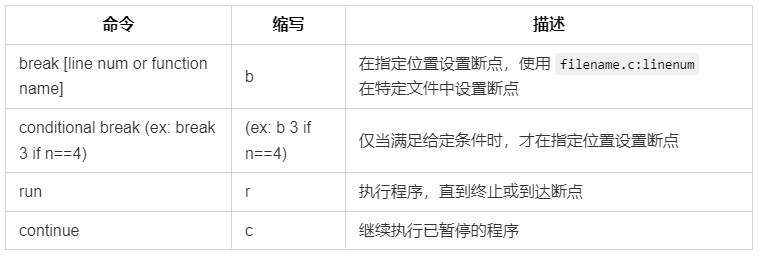 命令 缩写 描述
break [line num or function name] b 在指定位置设置断点，使用 filename.c:linenum 在特定文件中设置断点
conditional break (ex: break 3 if n==4) (ex: b 3 if n==4) 仅当满足给定条件时，才在指定位置设置断点
run r 执行程序，直到终止或到达断点
continue c 继续执行已暂停的程序